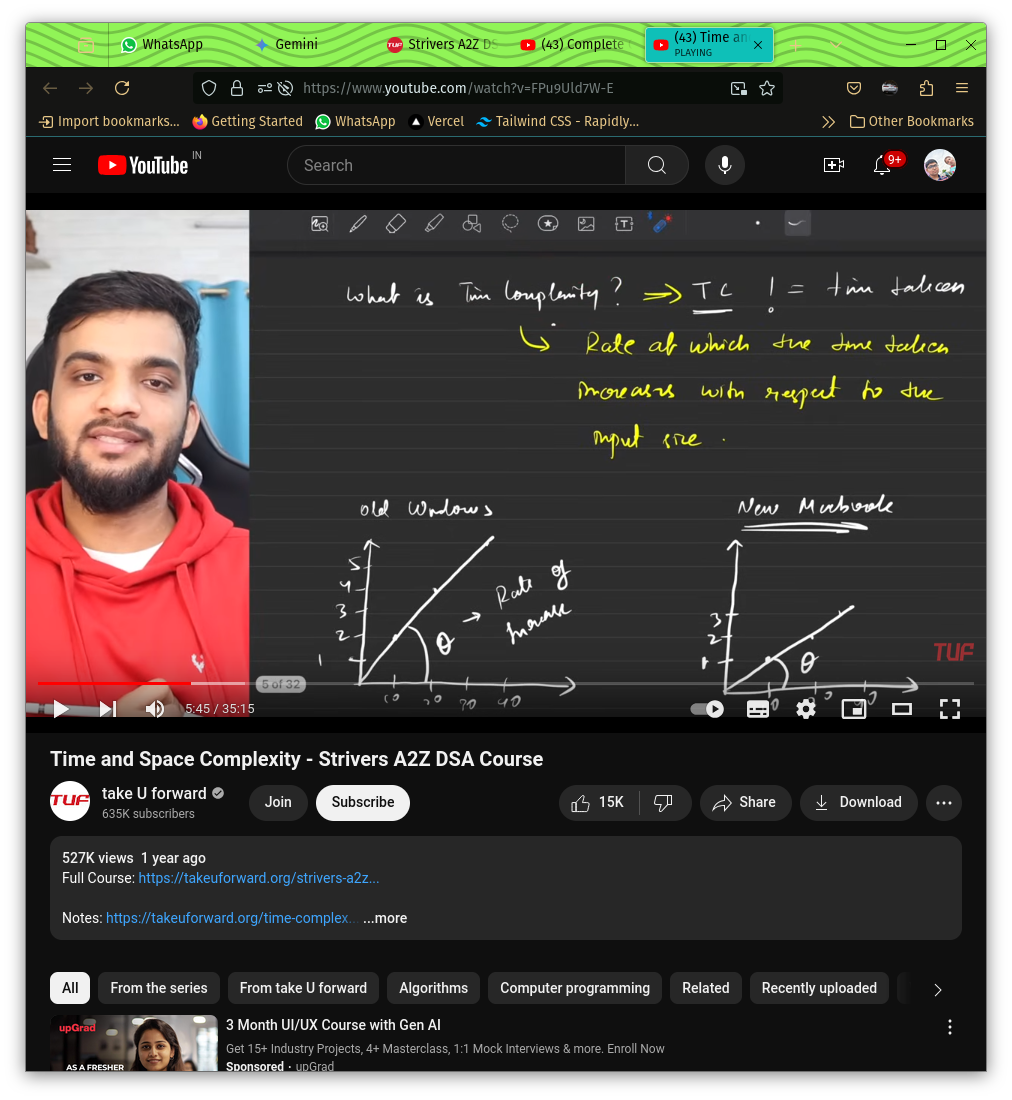 WhatsApp
Gemini
TUF Strivers A2Z DS
(43) Complete
(43) Time an
PLAYING
https://www.youtube.com/watch?v=FPu9Uld7W-E
Import bookmarks...
Getting Started
WhatsApp
Vercel
Tailwind CSS - Rapidly...
Other Bookmarks
YouTube IN
Search
9+
What is Time Complexity? ⇒ TC != time taken
Rate at which the time taken
increases with respect to the
input size.
Old Windows
New Macbook
5
4
3
2
1
θ → Rate of
increase
10 20 30 40
3
2
1
θ
TUF
5 of 32
5:45 / 35:15
Time and Space Complexity - Strivers A2Z DSA Course
TUF
take U forward
635K subscribers
Join
Subscribe
15K
Share
Download
527K views 1 year ago
Full Course: https://takeuforward.org/strivers-a2z...
Notes: https://takeuforward.org/time-complex... ...more
All
From the series
From take U forward
Algorithms
Computer programming
Related
Recently uploaded
upGrad
AS A FRESHER
3 Month UI/UX Course with Gen AI
Get 15+ Industry Projects, 4+ Masterclass, 1:1 Mock Interviews & more. Enroll Now
Sponsored · upGrad